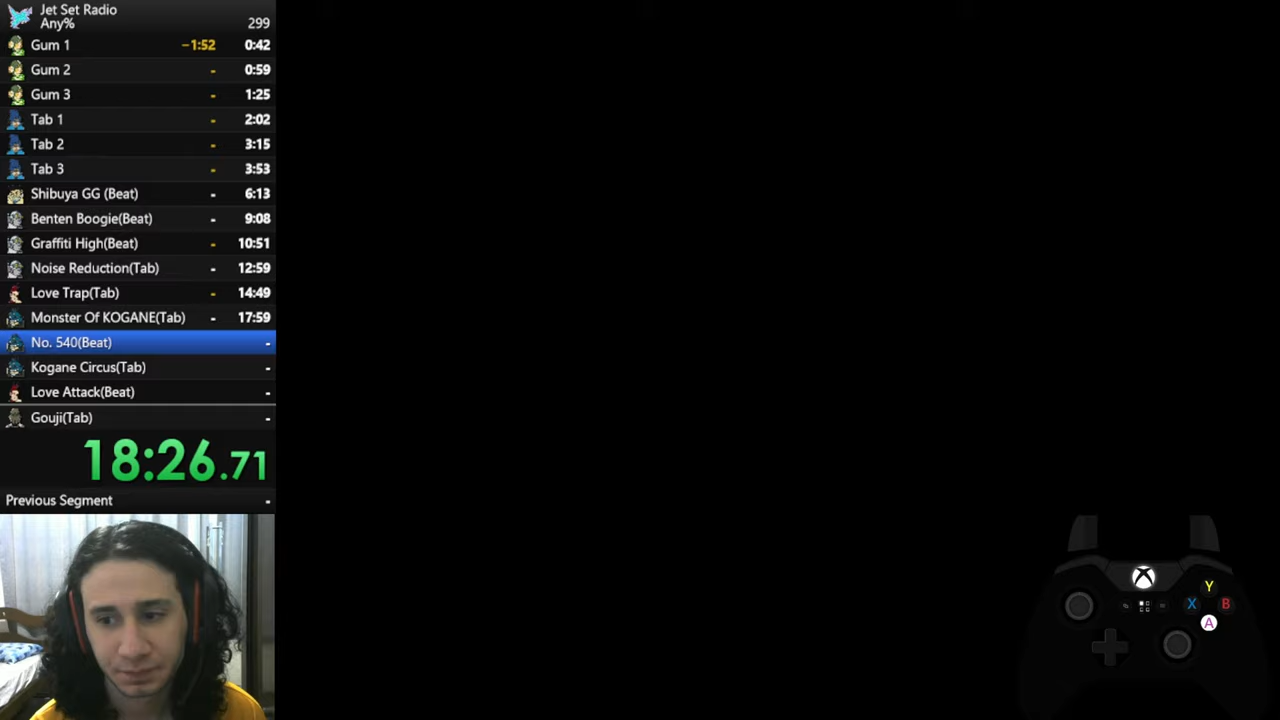 Jet Set Radio
Any% 299
Gum 1 −1:52 0:42
Gum 2 - 0:59
Gum 3 - 1:25
Tab 1 - 2:02
Tab 2 - 3:15
Tab 3 - 3:53
Shibuya GG (Beat) - 6:13
Benten Boogie(Beat) - 9:08
Graffiti High(Beat) - 10:51
Noise Reduction(Tab) - 12:59
Love Trap(Tab) - 14:49
Monster Of KOGANE(Tab) - 17:59
No. 540(Beat) -
Kogane Circus(Tab) -
Love Attack(Beat) -
Gouji(Tab) -
18:26.71
Previous Segment -
Y
X B
A